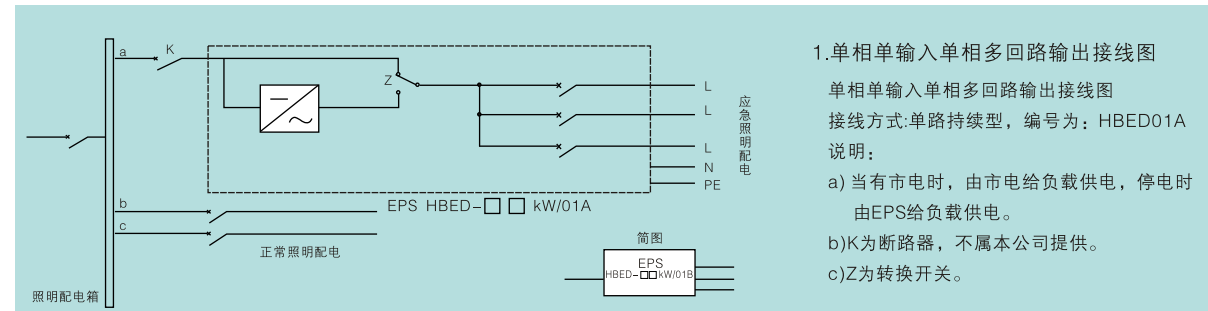 a
K
Z
L
L
L
N
PE
应急照明配电
b
c
EPS HBED-□ □ kW/01A
正常照明配电
照明配电箱
简图
EPS
HBED-□□kW/01B
1.单相单输入单相多回路输出接线图
单相单输入单相多回路输出接线图
接线方式:单路持续型，编号为：HBED01A
说明：
a) 当有市电时，由市电给负载供电，停电时
由EPS给负载供电。
b)K为断路器，不属本公司提供。
c)Z为转换开关。